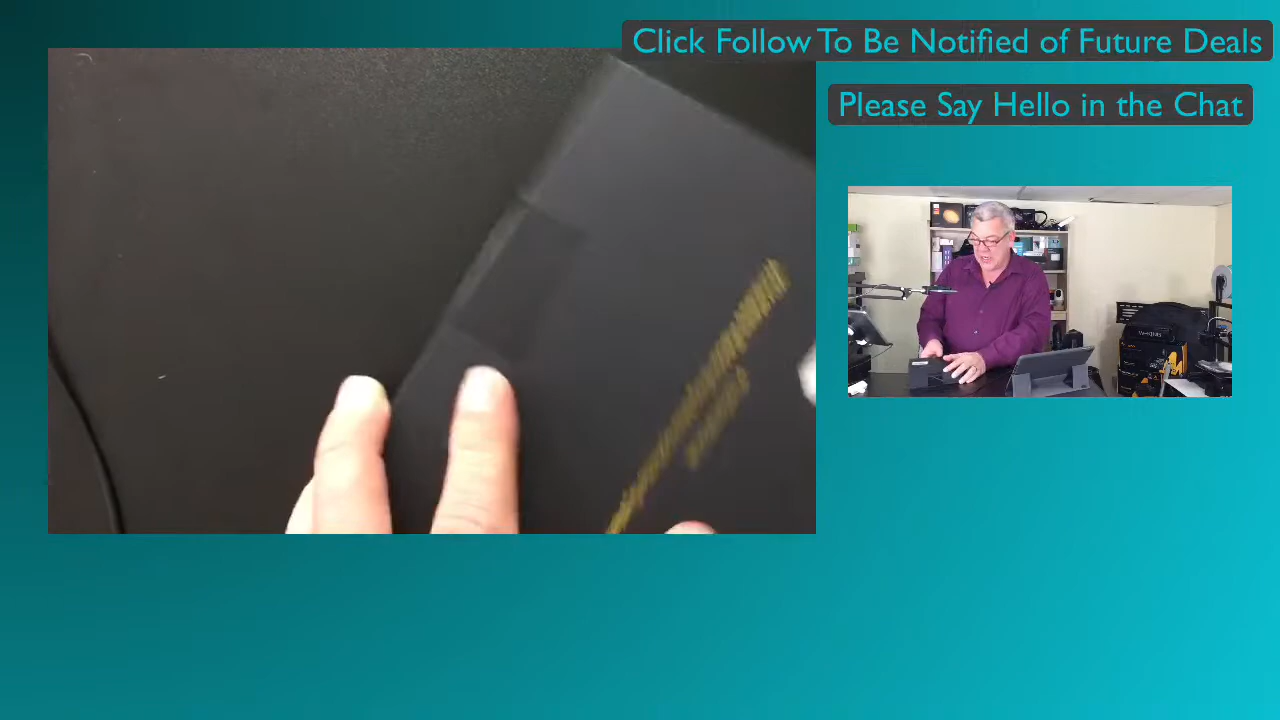 Click Follow To Be Notified of Future Deals
Please Say Hello in the Chat